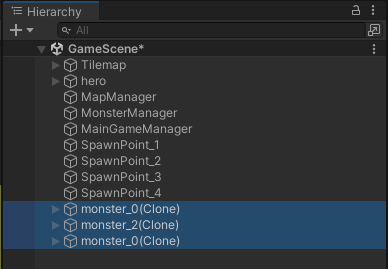 Hierarchy
All
GameScene*
Tilemap
hero
MapManager
MonsterManager
MainGameManager
SpawnPoint_1
SpawnPoint_2
SpawnPoint_3
SpawnPoint_4
monster_0(Clone)
monster_2(Clone)
monster_0(Clone)